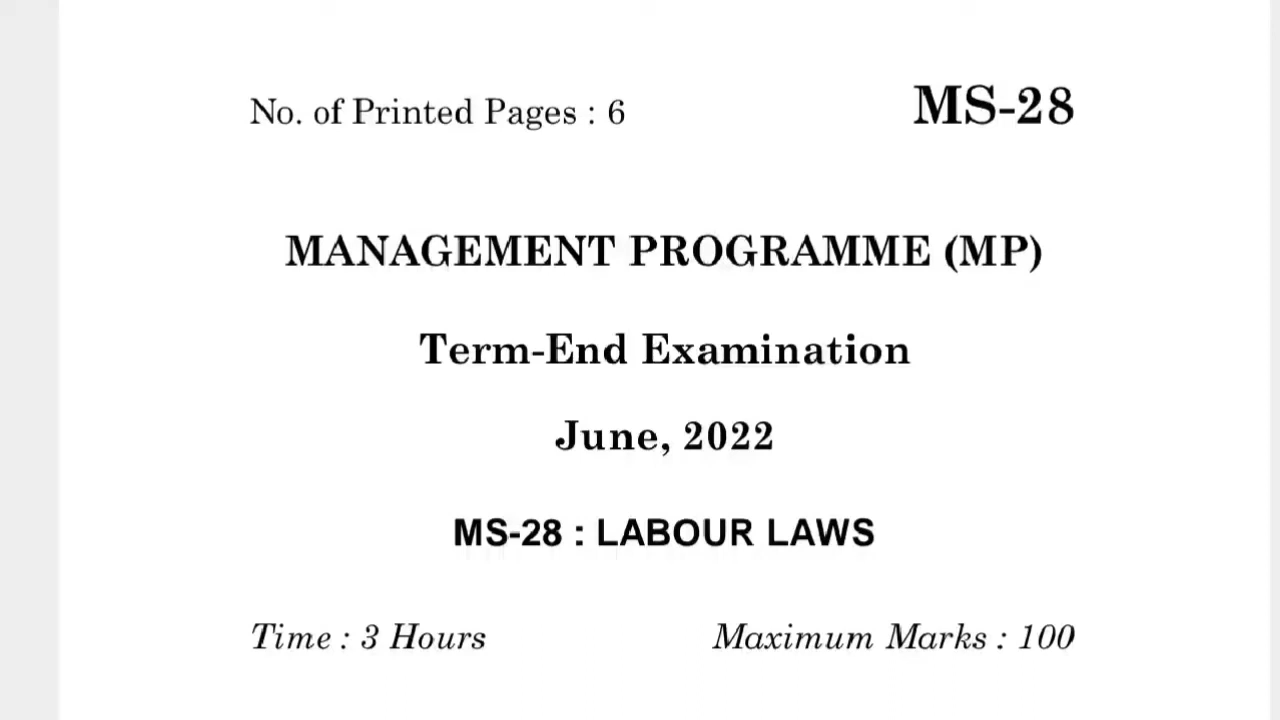 No. of Printed Pages : 6 MS-28
MANAGEMENT PROGRAMME (MP)
Term-End Examination
June, 2022
MS-28 : LABOUR LAWS
Time : 3 Hours Maximum Marks : 100